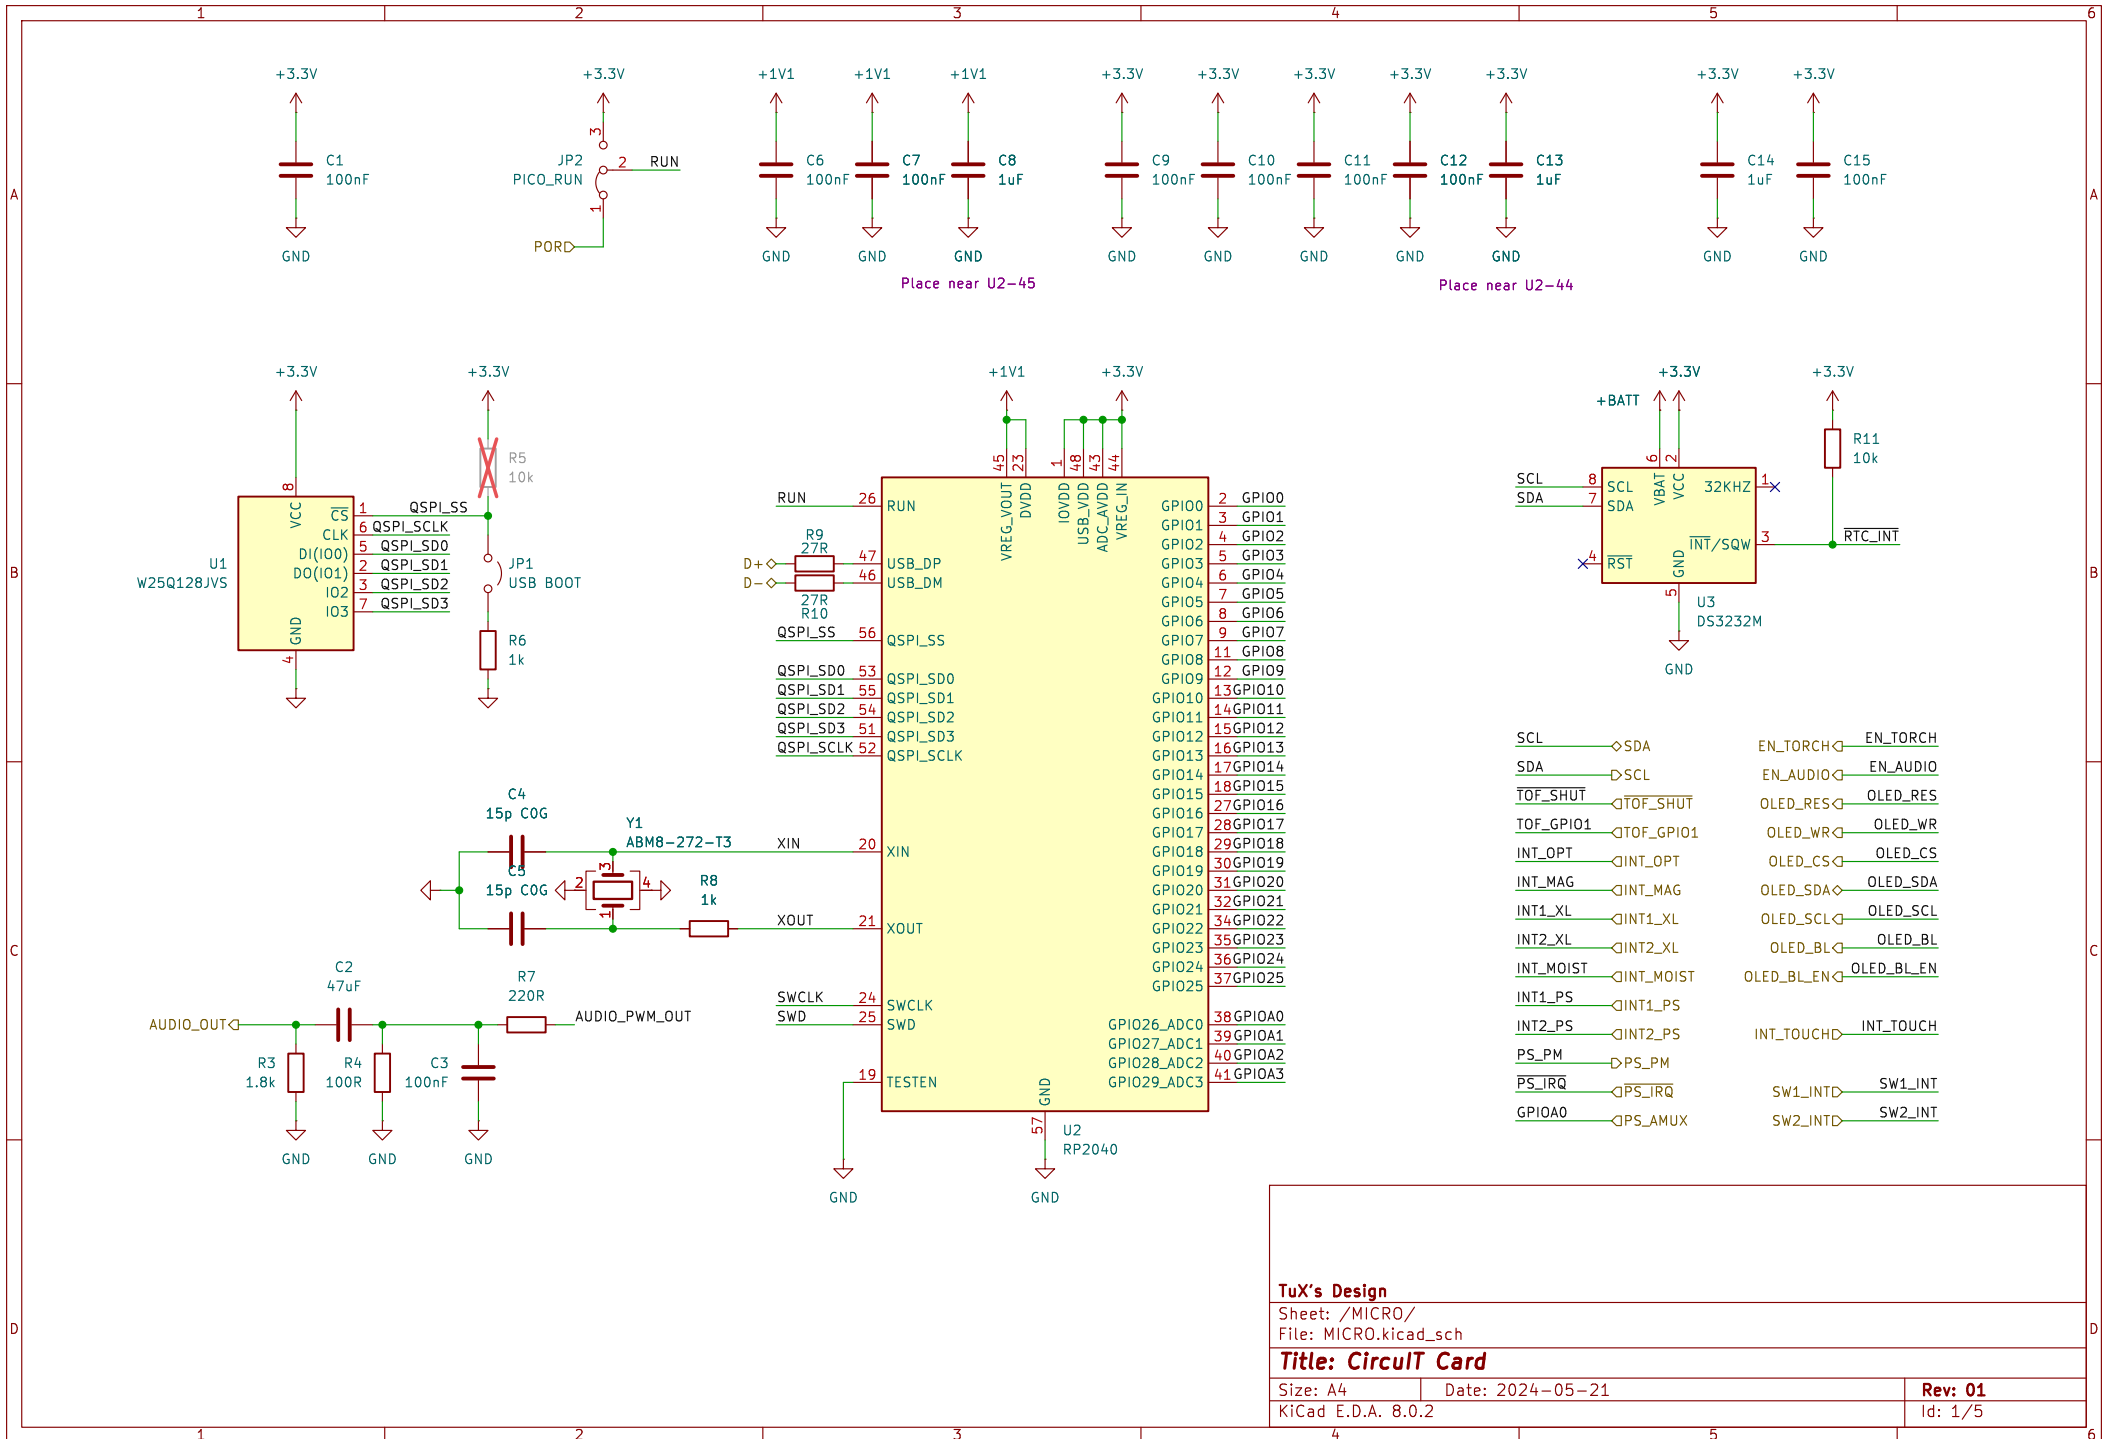 1 2 3 4 5 6
+3.3V +3.3V +1V1 +1V1 +1V1 +3.3V +3.3V +3.3V +3.3V +3.3V +3.3V +3.3V
3
C1 JP2 2 RUN C6 C7 C8 C9 C10 C11 C12 C13 C14 C15
100nF PICO_RUN 100nF 100nF 1uF 100nF 100nF 100nF 100nF 1uF 1uF 100nF
A A
1
POR
GND GND GND GND GND GND GND GND GND GND GND
Place near U2-45 Place near U2-44
+3.3V +3.3V +1V1 +3.3V +3.3V +3.3V
+BATT
R5
10k
R11
10k
8
VCC
C̅S̅ 1 QSPI_SS
CLK 6 QSPI_SCLK
DI(IO0) 5 QSPI_SD0
DO(IO1) 2 QSPI_SD1
IO2 3 QSPI_SD2
IO3 7 QSPI_SD3
GND
4
U1
W25Q128JVS
JP1
USB BOOT
R6
1k
B B
45 23 1 48 43 44
VREG_VOUT DVDD IOVDD USB_VDD ADC_AVDD VREG_IN
RUN 26 RUN
R9
27R
D+ 47 USB_DP
D- 46 USB_DM
27R
R10
QSPI_SS 56 QSPI_SS
QSPI_SD0 53 QSPI_SD0
QSPI_SD1 55 QSPI_SD1
QSPI_SD2 54 QSPI_SD2
QSPI_SD3 51 QSPI_SD3
QSPI_SCLK 52 QSPI_SCLK
GPIO0 2 GPIO0
GPIO1 3 GPIO1
GPIO2 4 GPIO2
GPIO3 5 GPIO3
GPIO4 6 GPIO4
GPIO5 7 GPIO5
GPIO6 8 GPIO6
GPIO7 9 GPIO7
GPIO8 11 GPIO8
GPIO9 12 GPIO9
GPIO10 13 GPIO10
GPIO11 14 GPIO11
GPIO12 15 GPIO12
GPIO13 16 GPIO13
GPIO14 17 GPIO14
GPIO15 18 GPIO15
GPIO16 27 GPIO16
GPIO17 28 GPIO17
GPIO18 29 GPIO18
GPIO19 30 GPIO19
GPIO20 31 GPIO20
GPIO21 32 GPIO21
GPIO22 34 GPIO22
GPIO23 35 GPIO23
GPIO24 36 GPIO24
GPIO25 37 GPIO25
GPIO26_ADC0 38 GPIOA0
GPIO27_ADC1 39 GPIOA1
GPIO28_ADC2 40 GPIOA2
GPIO29_ADC3 41 GPIOA3
6 2
VBAT VCC
SCL 8 SCL
SDA 7 SDA
32KHZ 1
I̅N̅T̅/SQW 3 R̅T̅C̅_̅I̅N̅T̅
4 R̅S̅T̅
GND
5
U3
DS3232M
GND
C4
15p C0G
Y1
ABM8-272-T3
XIN 20 XIN
3
C5
15p C0G 2 4
1
R8
1k
XOUT 21 XOUT
C C
C2
47uF
R7
220R
AUDIO_OUT AUDIO_PWM_OUT
R3
1.8k
R4
100R
C3
100nF
GND GND GND
SWCLK 24 SWCLK
SWD 25 SWD
19 TESTEN
GND
57
U2
RP2040
GND GND
SCL SDA
SDA SCL
T̅O̅F̅_̅S̅H̅U̅T̅ T̅O̅F̅_̅S̅H̅U̅T̅
TOF_GPIO1 TOF_GPIO1
INT_OPT INT_OPT
INT_MAG INT_MAG
INT1_XL INT1_XL
INT2_XL INT2_XL
INT_MOIST INT_MOIST
INT1_PS INT1_PS
INT2_PS INT2_PS
PS_PM PS_PM
P̅S̅_̅I̅R̅Q̅ P̅S̅_̅I̅R̅Q̅
GPIOA0 PS_AMUX
EN_TORCH EN_TORCH
EN_AUDIO EN_AUDIO
OLED_RES OLED_RES
OLED_WR OLED_WR
OLED_CS OLED_CS
OLED_SDA OLED_SDA
OLED_SCL OLED_SCL
OLED_BL OLED_BL
OLED_BL_EN OLED_BL_EN
INT_TOUCH INT_TOUCH
SW1_INT SW1_INT
SW2_INT SW2_INT
D D
TuX's Design
Sheet: /MICRO/
File: MICRO.kicad_sch
Title: CircuIT Card
Size: A4 Date: 2024-05-21 Rev: 01
KiCad E.D.A. 8.0.2 Id: 1/5
1 2 3 4 5 6